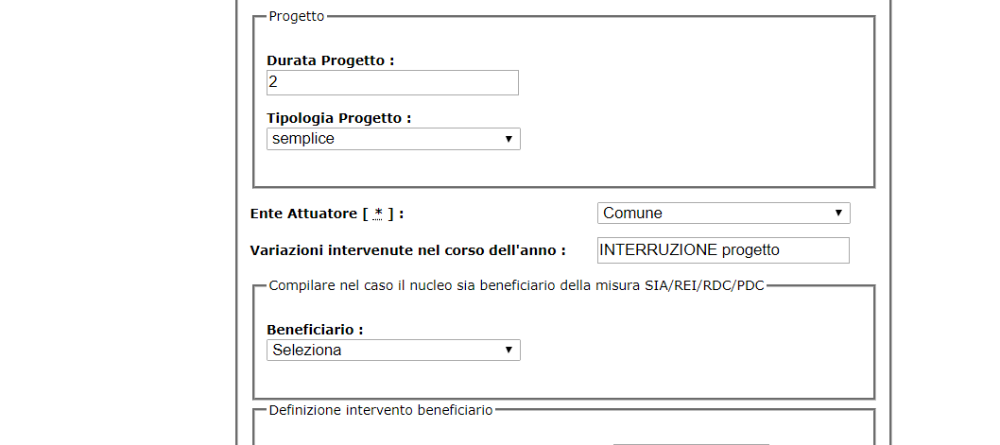 Progetto
Durata Progetto :
2
Tipologia Progetto :
semplice
Ente Attuatore [ * ] :
Comune
Variazioni intervenute nel corso dell'anno :
INTERRUZIONE progetto
Compilare nel caso il nucleo sia beneficiario della misura SIA/REI/RDC/PDC
Beneficiario :
Seleziona
Definizione intervento beneficiario